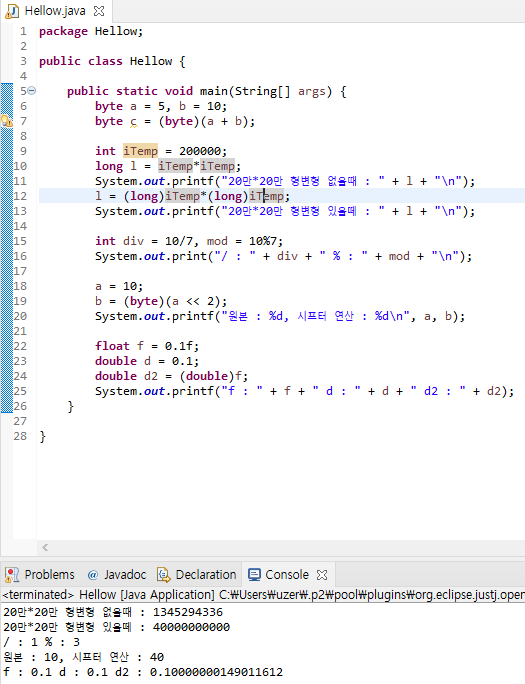 Hellow.java
1 package Hellow;
2
3 public class Hellow {
4
5 public static void main(String[] args) {
6 byte a = 5, b = 10;
7 byte c = (byte)(a + b);
8
9 int iTemp = 200000;
10 long l = iTemp*iTemp;
11 System.out.printf("20만*20만 형변형 없을때 : " + l + "\n");
12 l = (long)iTemp*(long)iTemp;
13 System.out.printf("20만*20만 형변형 있을때 : " + l + "\n");
14
15 int div = 10/7, mod = 10%7;
16 System.out.print("/ : " + div + " % : " + mod + "\n");
17
18 a = 10;
19 b = (byte)(a << 2);
20 System.out.printf("원본 : %d, 시프터 연산 : %d\n", a, b);
21
22 float f = 0.1f;
23 double d = 0.1;
24 double d2 = (double)f;
25 System.out.printf("f : " + f + " d : " + d + " d2 : " + d2);
26 }
27
28 }
Problems @ Javadoc Declaration Console
<terminated> Hellow [Java Application] C:₩Users₩uzer₩.p2₩pool₩plugins₩org.eclipse.justj.open
20만*20만 형변형 없을때 : 1345294336
20만*20만 형변형 있을때 : 40000000000
/ : 1 % : 3
원본 : 10, 시프터 연산 : 40
f : 0.1 d : 0.1 d2 : 0.10000000149011612